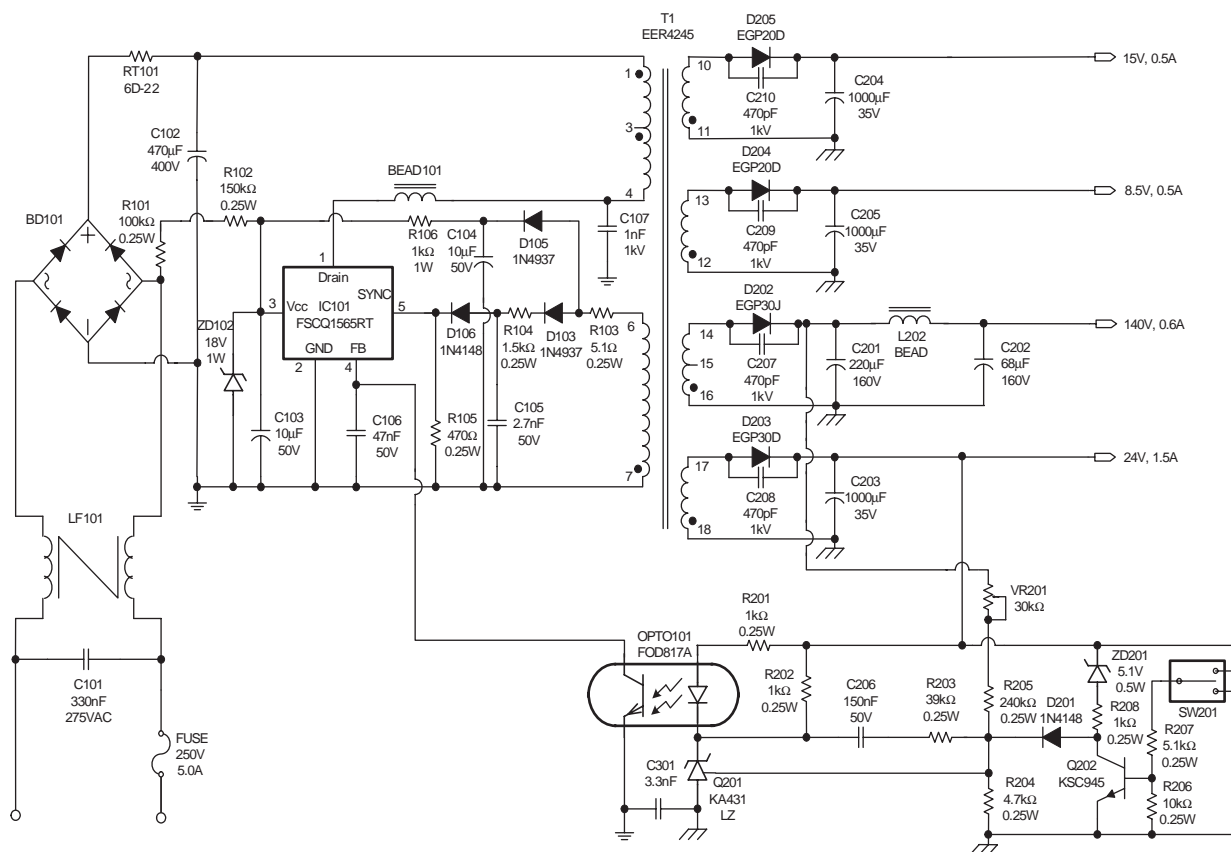 T1
EER4245
RT101
6D-22
C102
470μF
400V
R101
100kΩ
0.25W
R102
150kΩ
0.25W
BD101
BEAD101
R106
1kΩ
1W
C104
10μF
50V
D105
1N4937
C107
1nF
1kV
1
3
4
1
Drain
SYNC
5
3
Vcc
IC101
FSCQ1565RT
GND
2
FB
4
ZD102
18V
1W
D106
1N4148
R104
1.5kΩ
0.25W
D103
1N4937
R103
5.1Ω
0.25W
6
7
C103
10μF
50V
C106
47nF
50V
R105
470Ω
0.25W
C105
2.7nF
50V
LF101
C101
330nF
275VAC
FUSE
250V
5.0A
10
11
D205
EGP20D
C210
470pF
1kV
C204
1000μF
35V
15V, 0.5A
13
12
D204
EGP20D
C209
470pF
1kV
C205
1000μF
35V
8.5V, 0.5A
14
15
16
D202
EGP30J
C207
470pF
1kV
C201
220μF
160V
L202
BEAD
C202
68μF
160V
140V, 0.6A
17
18
D203
EGP30D
C208
470pF
1kV
C203
1000μF
35V
24V, 1.5A
VR201
30kΩ
OPTO101
FOD817A
R201
1kΩ
0.25W
R202
1kΩ
0.25W
C206
150nF
50V
R203
39kΩ
0.25W
R205
240kΩ
0.25W
D201
1N4148
ZD201
5.1V
0.5W
R208
1kΩ
0.25W
SW201
R207
5.1kΩ
0.25W
Q202
KSC945
R206
10kΩ
0.25W
R204
4.7kΩ
0.25W
C301
3.3nF
Q201
KA431
LZ